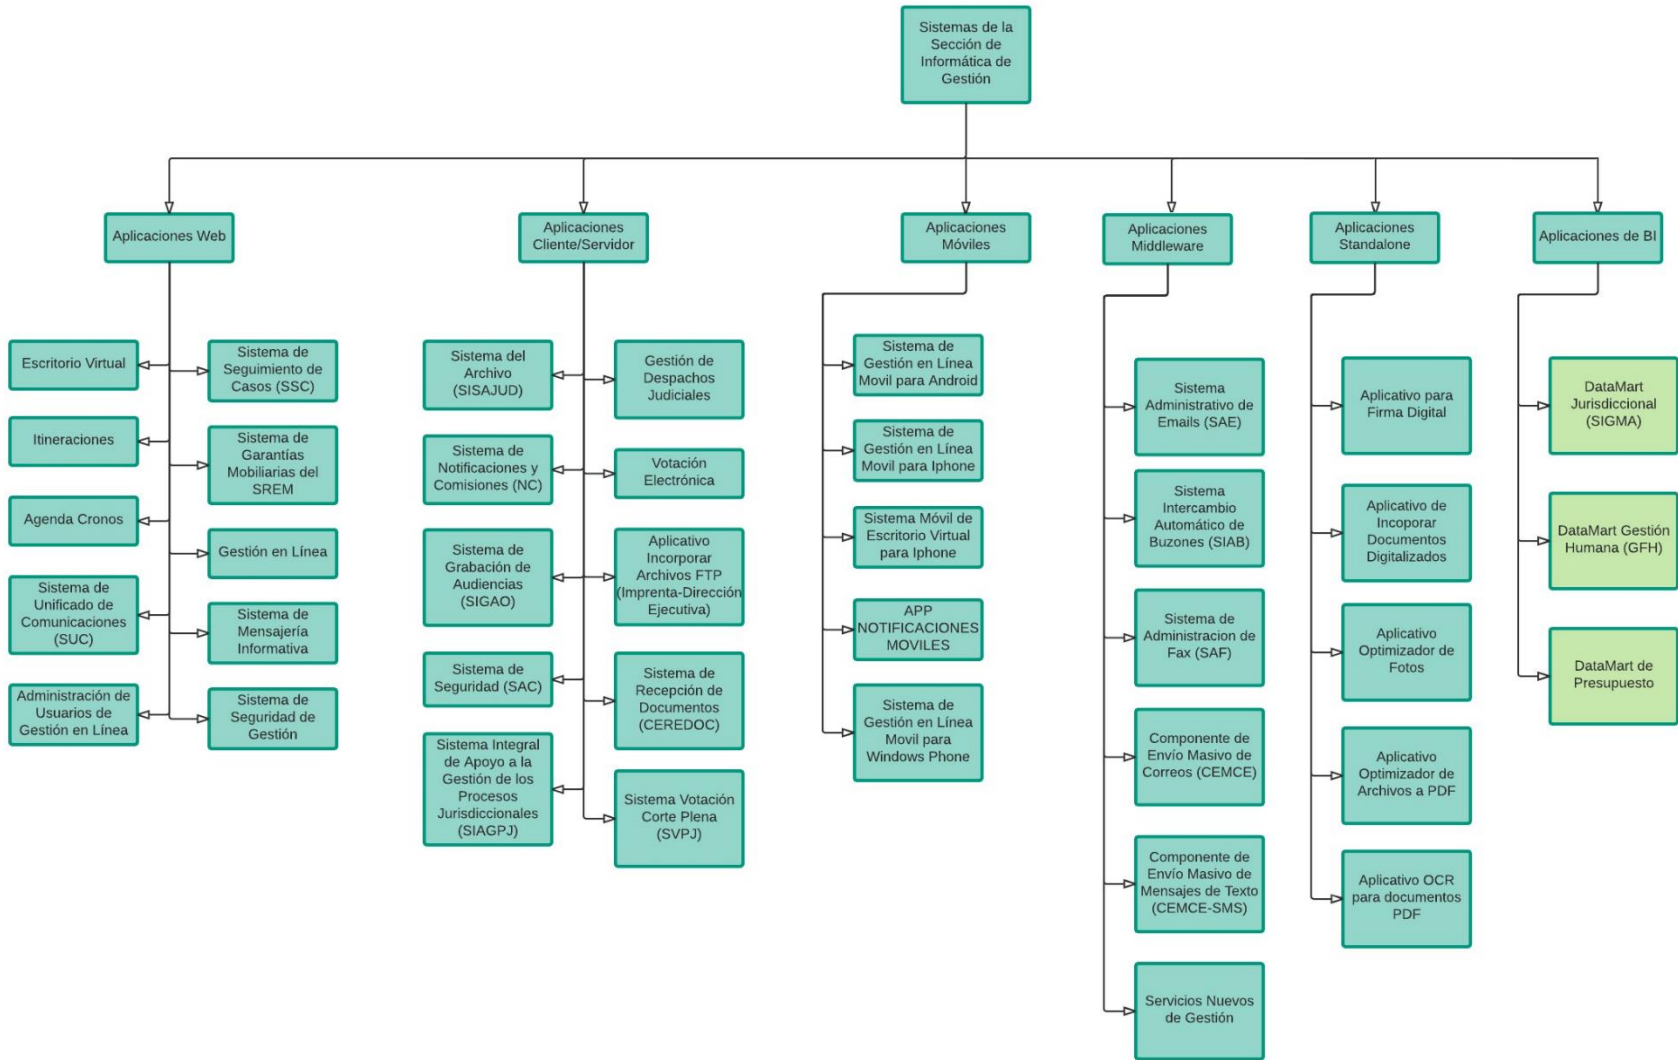 Sistemas de la
Sección de
Informática de
Gestión
Aplicaciones Web
Aplicaciones
Cliente/Servidor
Aplicaciones
Móviles
Aplicaciones
Middleware
Aplicaciones
Standalone
Aplicaciones de BI
Escritorio Virtual
Itineraciones
Agenda Cronos
Sistema de
Unificado de
Comunicaciones
(SUC)
Administración de
Usuarios de
Gestión en Línea
Sistema de
Seguimiento de
Casos (SSC)
Sistema de
Garantías
Mobiliarias del
SREM
Gestión en Línea
Sistema de
Mensajería
Informativa
Sistema de
Seguridad de
Gestión
Sistema del
Archivo
(SISAJUD)
Sistema de
Notificaciones y
Comisiones (NC)
Sistema de
Grabación de
Audiencias
(SIGAO)
Sistema de
Seguridad (SAC)
Sistema Integral
de Apoyo a la
Gestión de los
Procesos
Jurisdiccionales
(SIAGPJ)
Gestión de
Despachos
Judiciales
Votación
Electrónica
Aplicativo
Incorporar
Archivos FTP
(Imprenta-Dirección
Ejecutiva)
Sistema de
Recepción de
Documentos
(CEREDOC)
Sistema Votación
Corte Plena
(SVPJ)
Sistema de
Gestión en Línea
Movil para Android
Sistema de
Gestión en Línea
Movil para Iphone
Sistema Móvil de
Escritorio Virtual
para Iphone
APP
NOTIFICACIONES
MOVILES
Sistema de
Gestión en Línea
Movil para
Windows Phone
Sistema
Administrativo de
Emails (SAE)
Sistema
Intercambio
Automático de
Buzones (SIAB)
Sistema de
Administracion de
Fax (SAF)
Componente de
Envío Masivo de
Correos (CEMCE)
Componente de
Envío Masivo de
Mensajes de Texto
(CEMCE-SMS)
Servicios Nuevos
de Gestión
Aplicativo para
Firma Digital
Aplicativo de
Incoporar
Documentos
Digitalizados
Aplicativo
Optimizador de
Fotos
Aplicativo
Optimizador de
Archivos a PDF
Aplicativo OCR
para documentos
PDF
DataMart
Jurisdiccional
(SIGMA)
DataMart Gestión
Humana (GFH)
DataMart de
Presupuesto